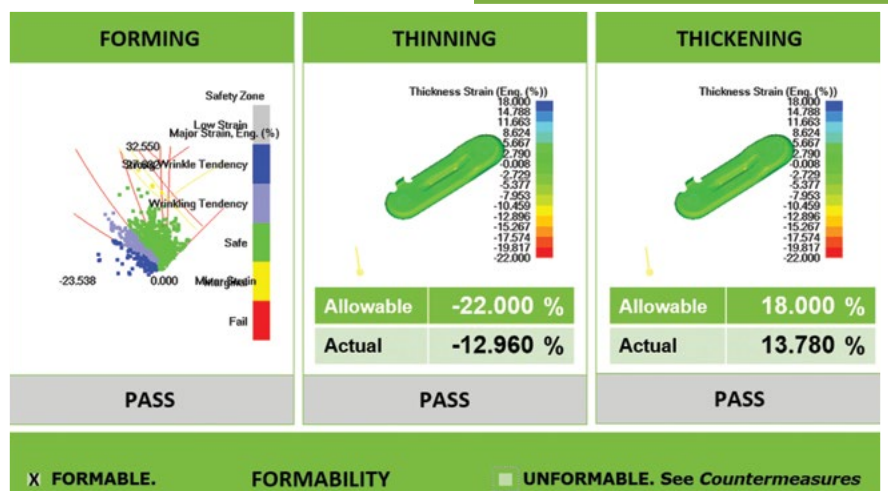 FORMING
Safety Zone
Low Strain
Major Strain, Eng. (%)
32.550
Strong Wrinkle Tendency
Wrinkling Tendency
Safe
-23.538
0.000
Minor Strain
Marginal
Fail
PASS
THINNING
Thickness Strain (Eng. (%))
18.000
14.788
11.663
8.624
5.667
2.790
-0.008
-2.729
-5.377
-7.953
-10.459
-12.896
-15.267
-17.574
-19.817
-22.000
Allowable -22.000 %
Actual -12.960 %
PASS
THICKENING
Thickness Strain (Eng. (%))
18.000
14.788
11.663
8.624
5.667
2.790
-0.008
-2.729
-5.377
-7.953
-10.459
-12.896
-15.267
-17.574
-19.817
-22.000
Allowable 18.000 %
Actual 13.780 %
PASS
X FORMABLE. FORMABILITY UNFORMABLE. See Countermeasures